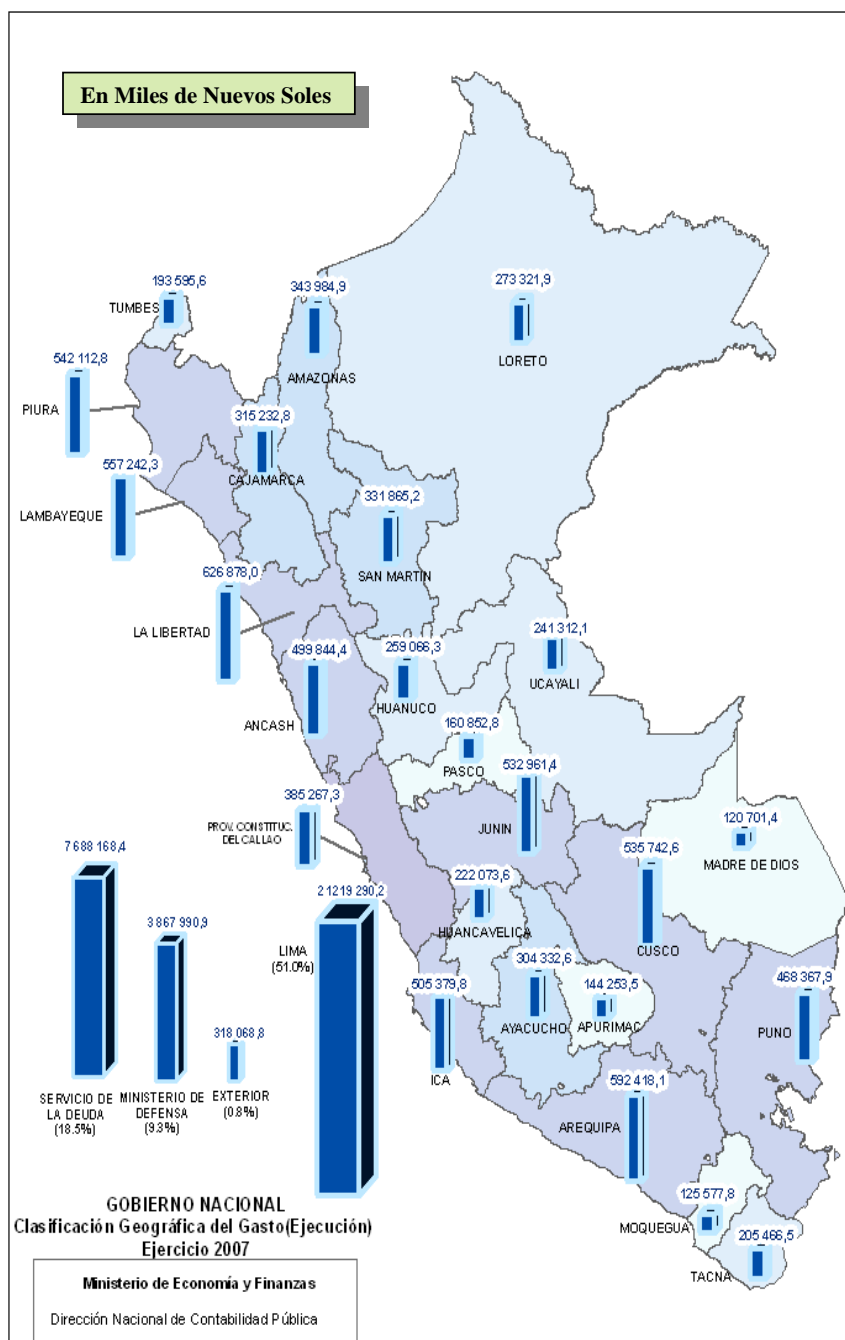 En Miles de Nuevos Soles
193 595,6
TUMBES
343 984,9
AMAZONAS
273 321,9
LORETO
542 112,8
PIURA
315 232,8
CAJAMARCA
557 242,3
LAMBAYEQUE
331 865,2
SAN MARTIN
626 878,0
LA LIBERTAD
499 844,4
ANCASH
259 066,3
HUANUCO
241 312,1
UCAYALI
160 852,8
PASCO
532 961,4
JUNIN
385 267,3
PROV. CONSTITUC.
DEL CALLAO
120 701,4
MADRE DE DIOS
535 742,6
CUSCO
222 073,6
HUANCAVELICA
7 688 168,4
SERVICIO DE
LA DEUDA
(18.5%)
3 867 990,9
MINISTERIO DE
DEFENSA
(9.3%)
318 068,8
EXTERIOR
(0.8%)
21 219 290,2
LIMA
(51.0%)
505 379,8
ICA
304 332,6
AYACUCHO
144 253,5
APURIMAC
468 367,9
PUNO
592 418,1
AREQUIPA
125 577,8
MOQUEGUA
205 466,5
TACNA
GOBIERNO NACIONAL
Clasificación Geográfica del Gasto(Ejecución)
Ejercicio 2007
Ministerio de Economía y Finanzas
Dirección Nacional de Contabilidad Pública